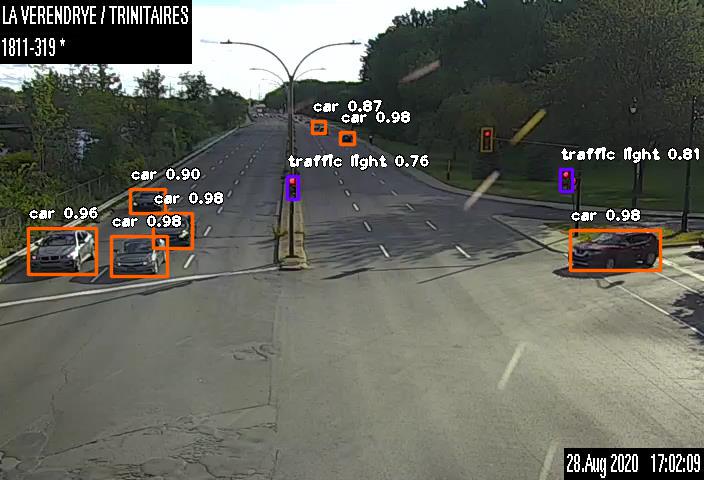 LA VERENDRYE / TRINITAIRES
1811-319 *
car 0.87
car 0.98
traffic light 0.76
traffic light 0.81
car 0.90
car 0.98
car 0.96
car 0.98
car 0.98
28.Aug 2020 17:02:09